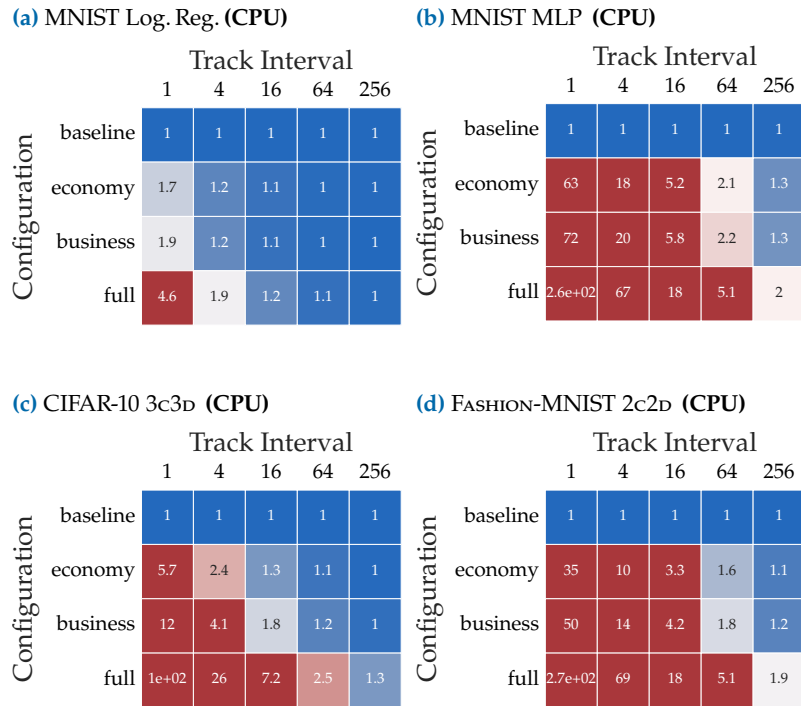 (a) MNIST Log. Reg. (CPU)
Track Interval
1 4 16 64 256
Configuration
baseline 1 1 1 1 1
economy 1.7 1.2 1.1 1 1
business 1.9 1.2 1.1 1 1
full 4.6 1.9 1.2 1.1 1
(b) MNIST MLP (CPU)
Track Interval
1 4 16 64 256
Configuration
baseline 1 1 1 1 1
economy 63 18 5.2 2.1 1.3
business 72 20 5.8 2.2 1.3
full 2.6e+02 67 18 5.1 2
(c) CIFAR-10 3c3d (CPU)
Track Interval
1 4 16 64 256
Configuration
baseline 1 1 1 1 1
economy 5.7 2.4 1.3 1.1 1
business 12 4.1 1.8 1.2 1
full 1e+02 26 7.2 2.5 1.3
(d) Fashion-MNIST 2c2d (CPU)
Track Interval
1 4 16 64 256
Configuration
baseline 1 1 1 1 1
economy 35 10 3.3 1.6 1.1
business 50 14 4.2 1.8 1.2
full 2.7e+02 69 18 5.1 1.9